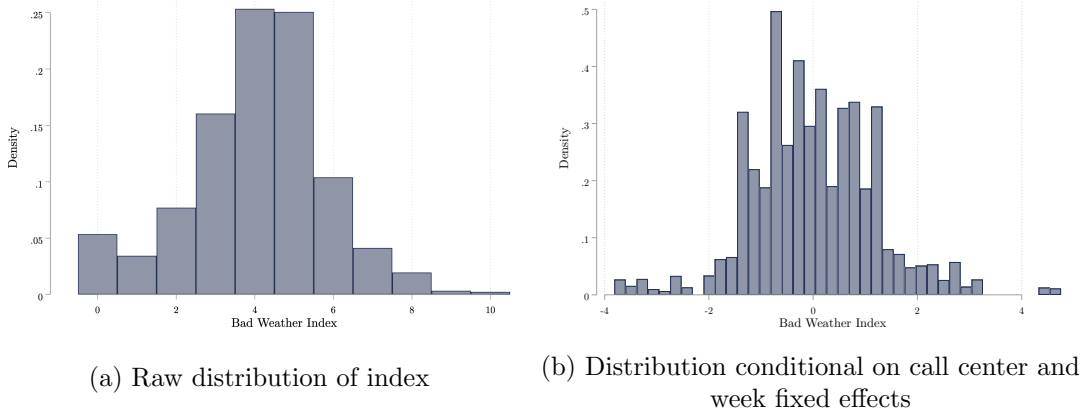 .25
.2
.15
.1
.05
0
Density
0 2 4 6 8 10
Bad Weather Index
(a) Raw distribution of index
.5
.4
.3
.2
.1
0
Density
-4 -2 0 2 4
Bad Weather Index
(b) Distribution conditional on call center and
week fixed effects